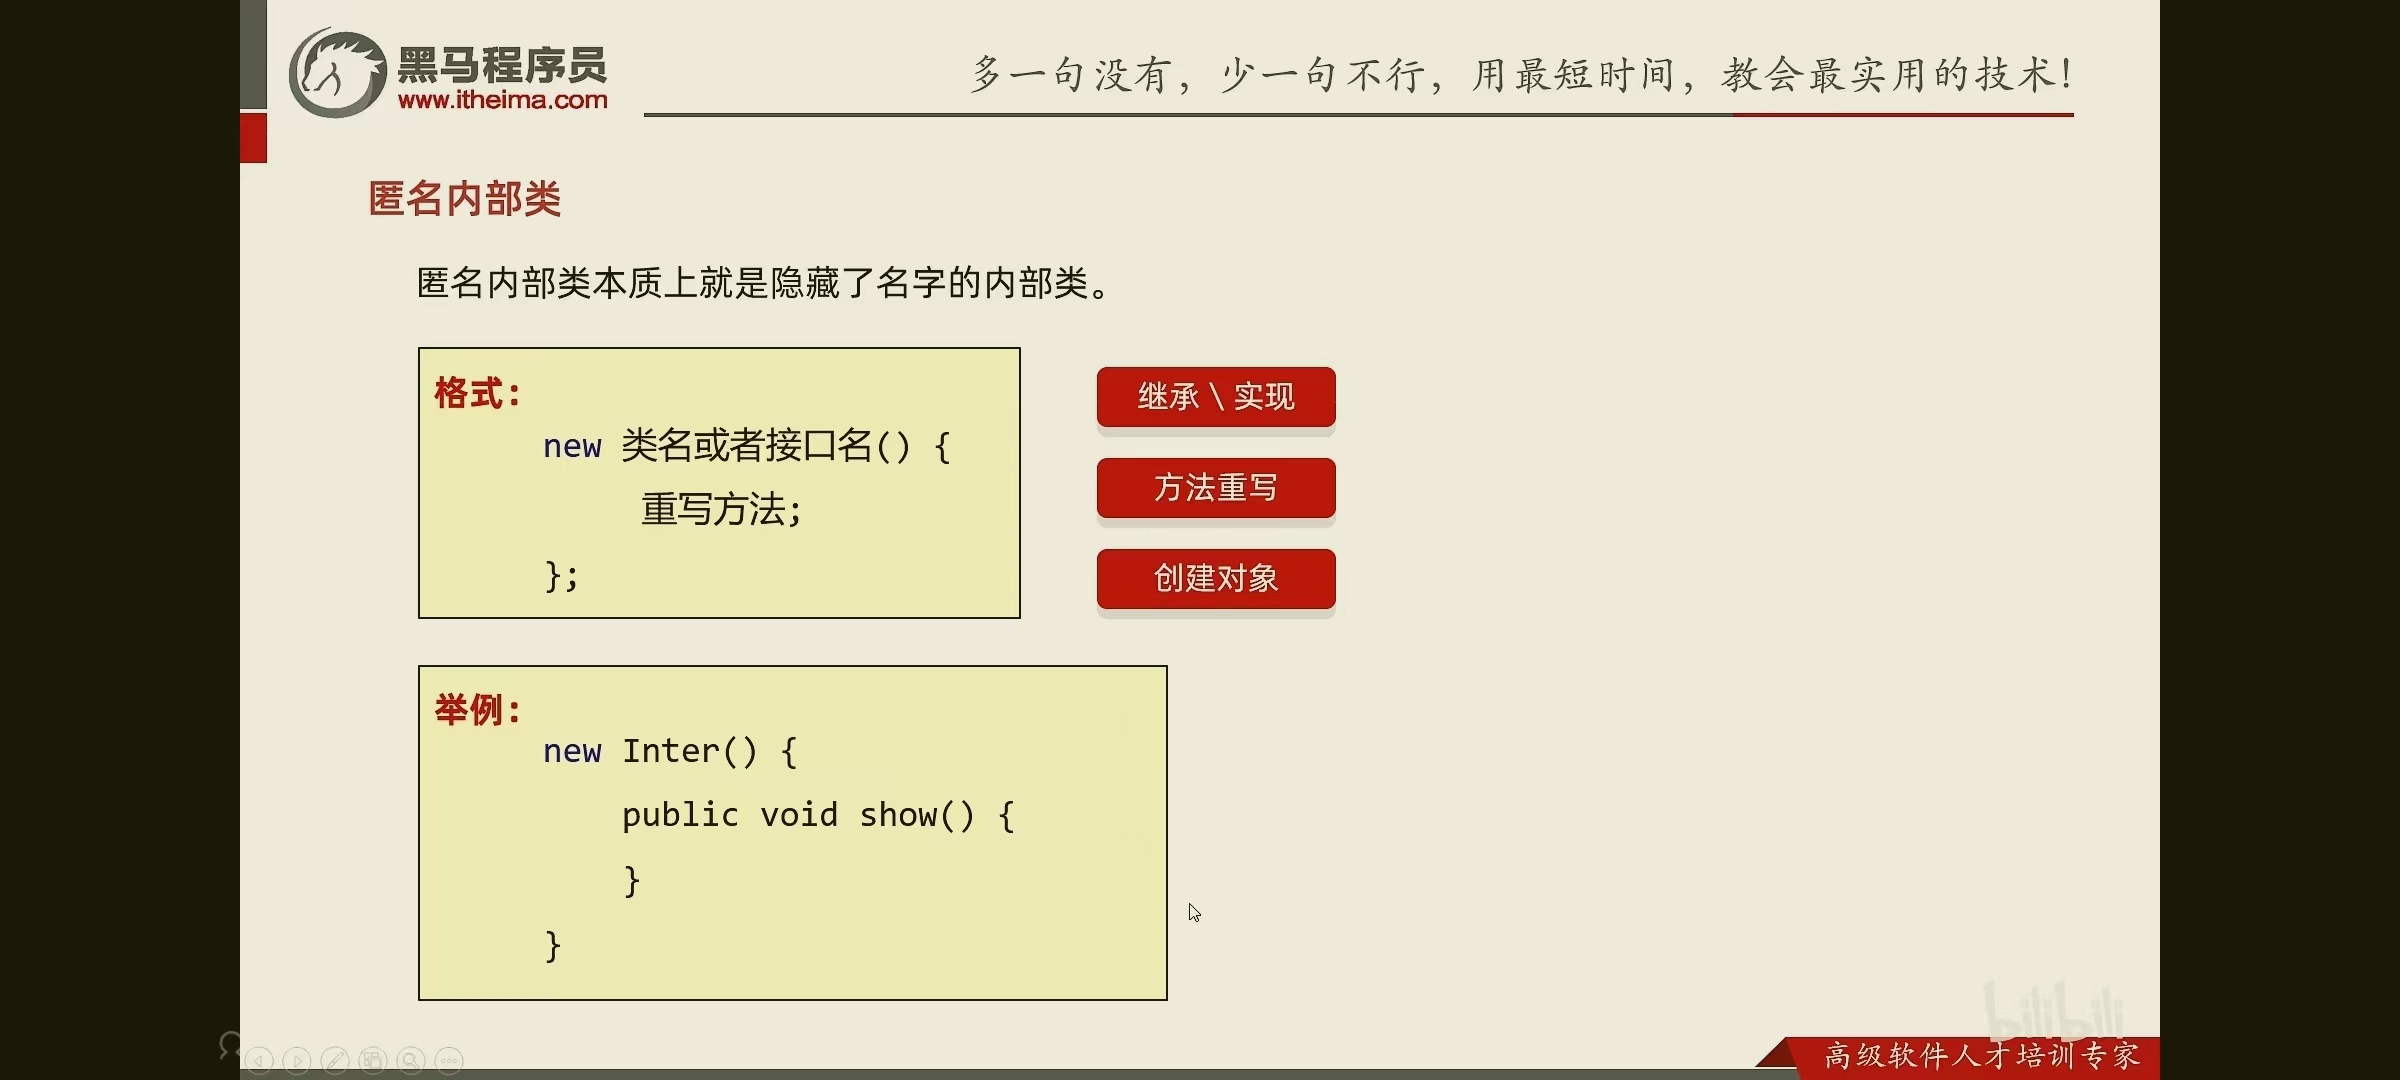 黑马程序员
www.itheima.com
多一句没有，少一句不行，用最短时间，教会最实用的技术！
匿名内部类
匿名内部类本质上就是隐藏了名字的内部类。
格式：
new 类名或者接口名() {
重写方法;
};
继承 \ 实现
方法重写
创建对象
举例：
new Inter() {
public void show() {
}
}
bilibili
高级软件人才培训专家